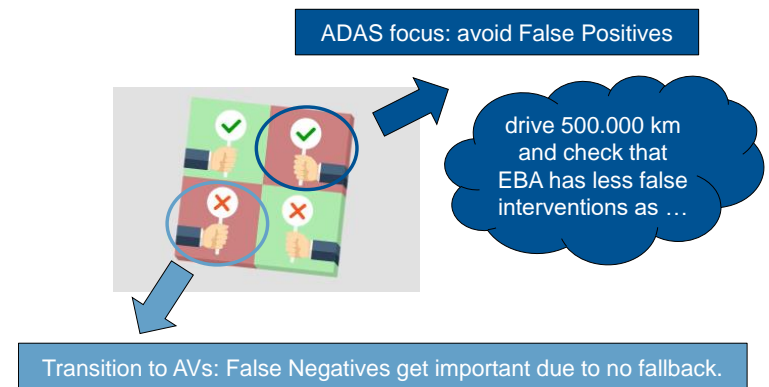 ADAS focus: avoid False Positives
drive 500.000 km
and check that
EBA has less false
interventions as …
Transition to AVs: False Negatives get important due to no fallback.